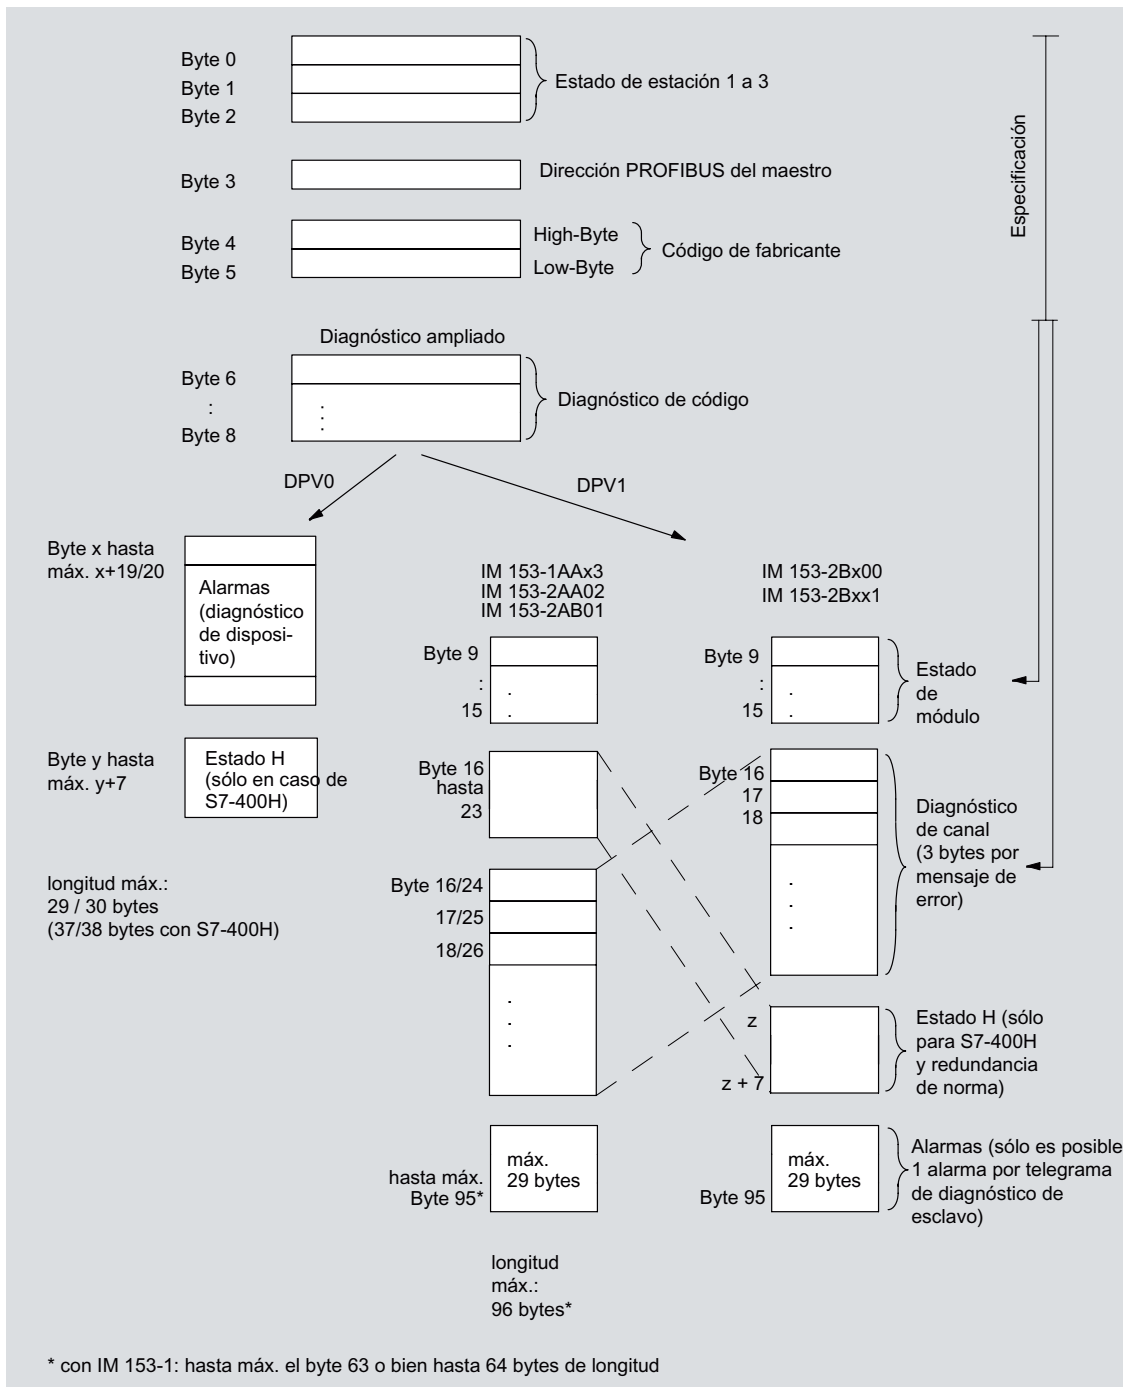 Byte 0
Byte 1
Byte 2
Estado de estación 1 a 3
Especificación
Byte 3
Dirección PROFIBUS del maestro
Byte 4
Byte 5
High-Byte
Low-Byte
Código de fabricante
Diagnóstico ampliado
Byte 6
:
Byte 8
Diagnóstico de código
DPV0
DPV1
Byte x hasta
máx. x+19/20
Alarmas
(diagnóstico
de disposi-
tivo)
Byte y hasta
máx. y+7
Estado H
(sólo en caso de
S7-400H)
longitud máx.:
29 / 30 bytes
(37/38 bytes con S7-400H)
IM 153-1AAx3
IM 153-2AA02
IM 153-2AB01
Byte 9
:
15
Byte 16
hasta
23
Byte 16/24
17/25
18/26
hasta máx.
Byte 95*
máx.
29 bytes
longitud
máx.:
96 bytes*
IM 153-2Bx00
IM 153-2Bxx1
Byte 9
:
15
Estado
de
módulo
Byte 16
17
18
Diagnóstico
de canal
(3 bytes por
mensaje de
error)
z
z + 7
Estado H (sólo
para S7-400H
y redundancia
de norma)
Byte 95
máx.
29 bytes
Alarmas (sólo es posible
1 alarma por telegrama
de diagnóstico de
esclavo)
* con IM 153-1: hasta máx. el byte 63 o bien hasta 64 bytes de longitud